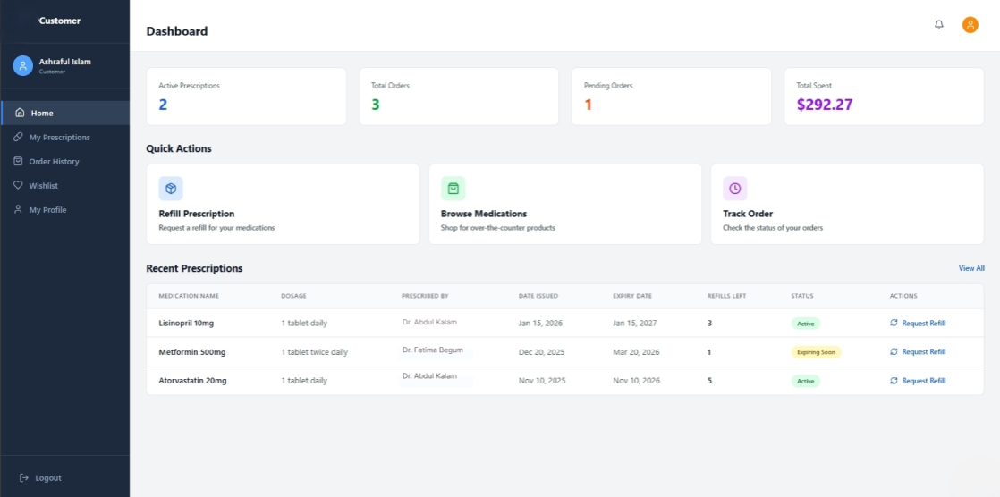 Customer
Ashraful Islam
Customer
Home
My Prescriptions
Order History
Wishlist
My Profile
Logout
Dashboard
Active Prescriptions
2
Total Orders
3
Pending Orders
1
Total Spent
$292.27
Quick Actions
Refill Prescription
Request a refill for your medications
Browse Medications
Shop for over-the-counter products
Track Order
Check the status of your orders
Recent Prescriptions View All
MEDICATION NAME DOSAGE PRESCRIBED BY DATE ISSUED EXPIRY DATE REFILLS LEFT STATUS ACTIONS
Lisinopril 10mg 1 tablet daily Dr. Abdul Kalam Jan 15, 2026 Jan 15, 2027 3 Active Request Refill
Metformin 500mg 1 tablet twice daily Dr. Fatima Begum Dec 20, 2025 Mar 20, 2026 1 Expiring Soon Request Refill
Atorvastatin 20mg 1 tablet daily Dr. Abdul Kalam Nov 10, 2025 Nov 10, 2026 5 Active Request Refill